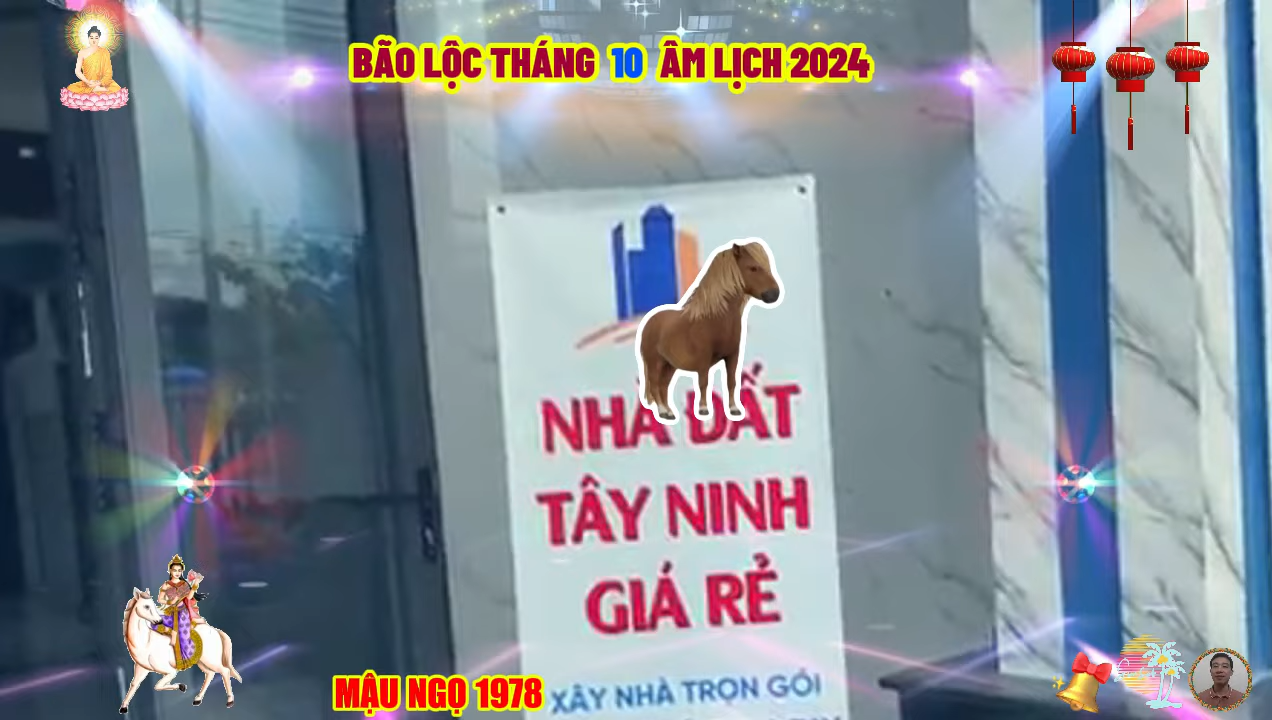 BÃO LỘC THÁNG 10 ÂM LỊCH 2024
NHÀ ĐẤT
TÂY NINH
GIÁ RẺ
XÂY NHÀ TRỌN GÓI
MẬU NGỌ 1978